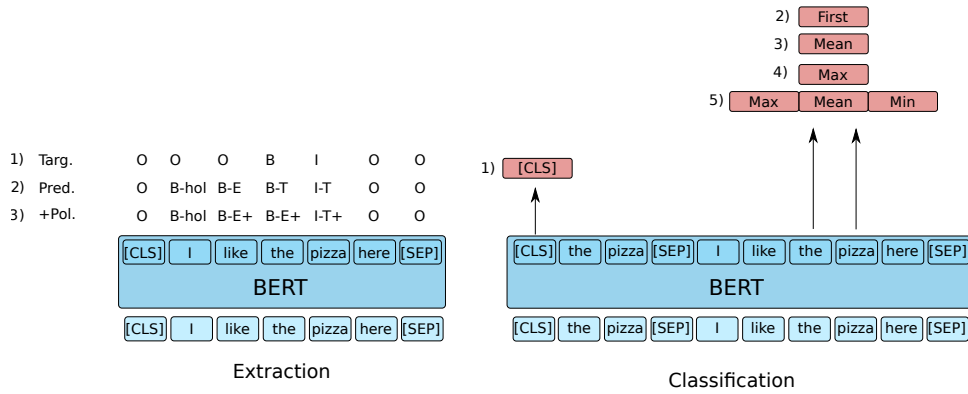 2) First
3) Mean
4) Max
5) Max Mean Min
1) Targ. O O O B I O O
2) Pred. O B-hol B-E B-T I-T O O
3) +Pol. O B-hol B-E+ B-E+ I-T+ O O
1) [CLS]
[CLS] I like the pizza here [SEP]
BERT
[CLS] I like the pizza here [SEP]
Extraction
[CLS] the pizza [SEP] I like the pizza here [SEP]
BERT
[CLS] the pizza [SEP] I like the pizza here [SEP]
Classification